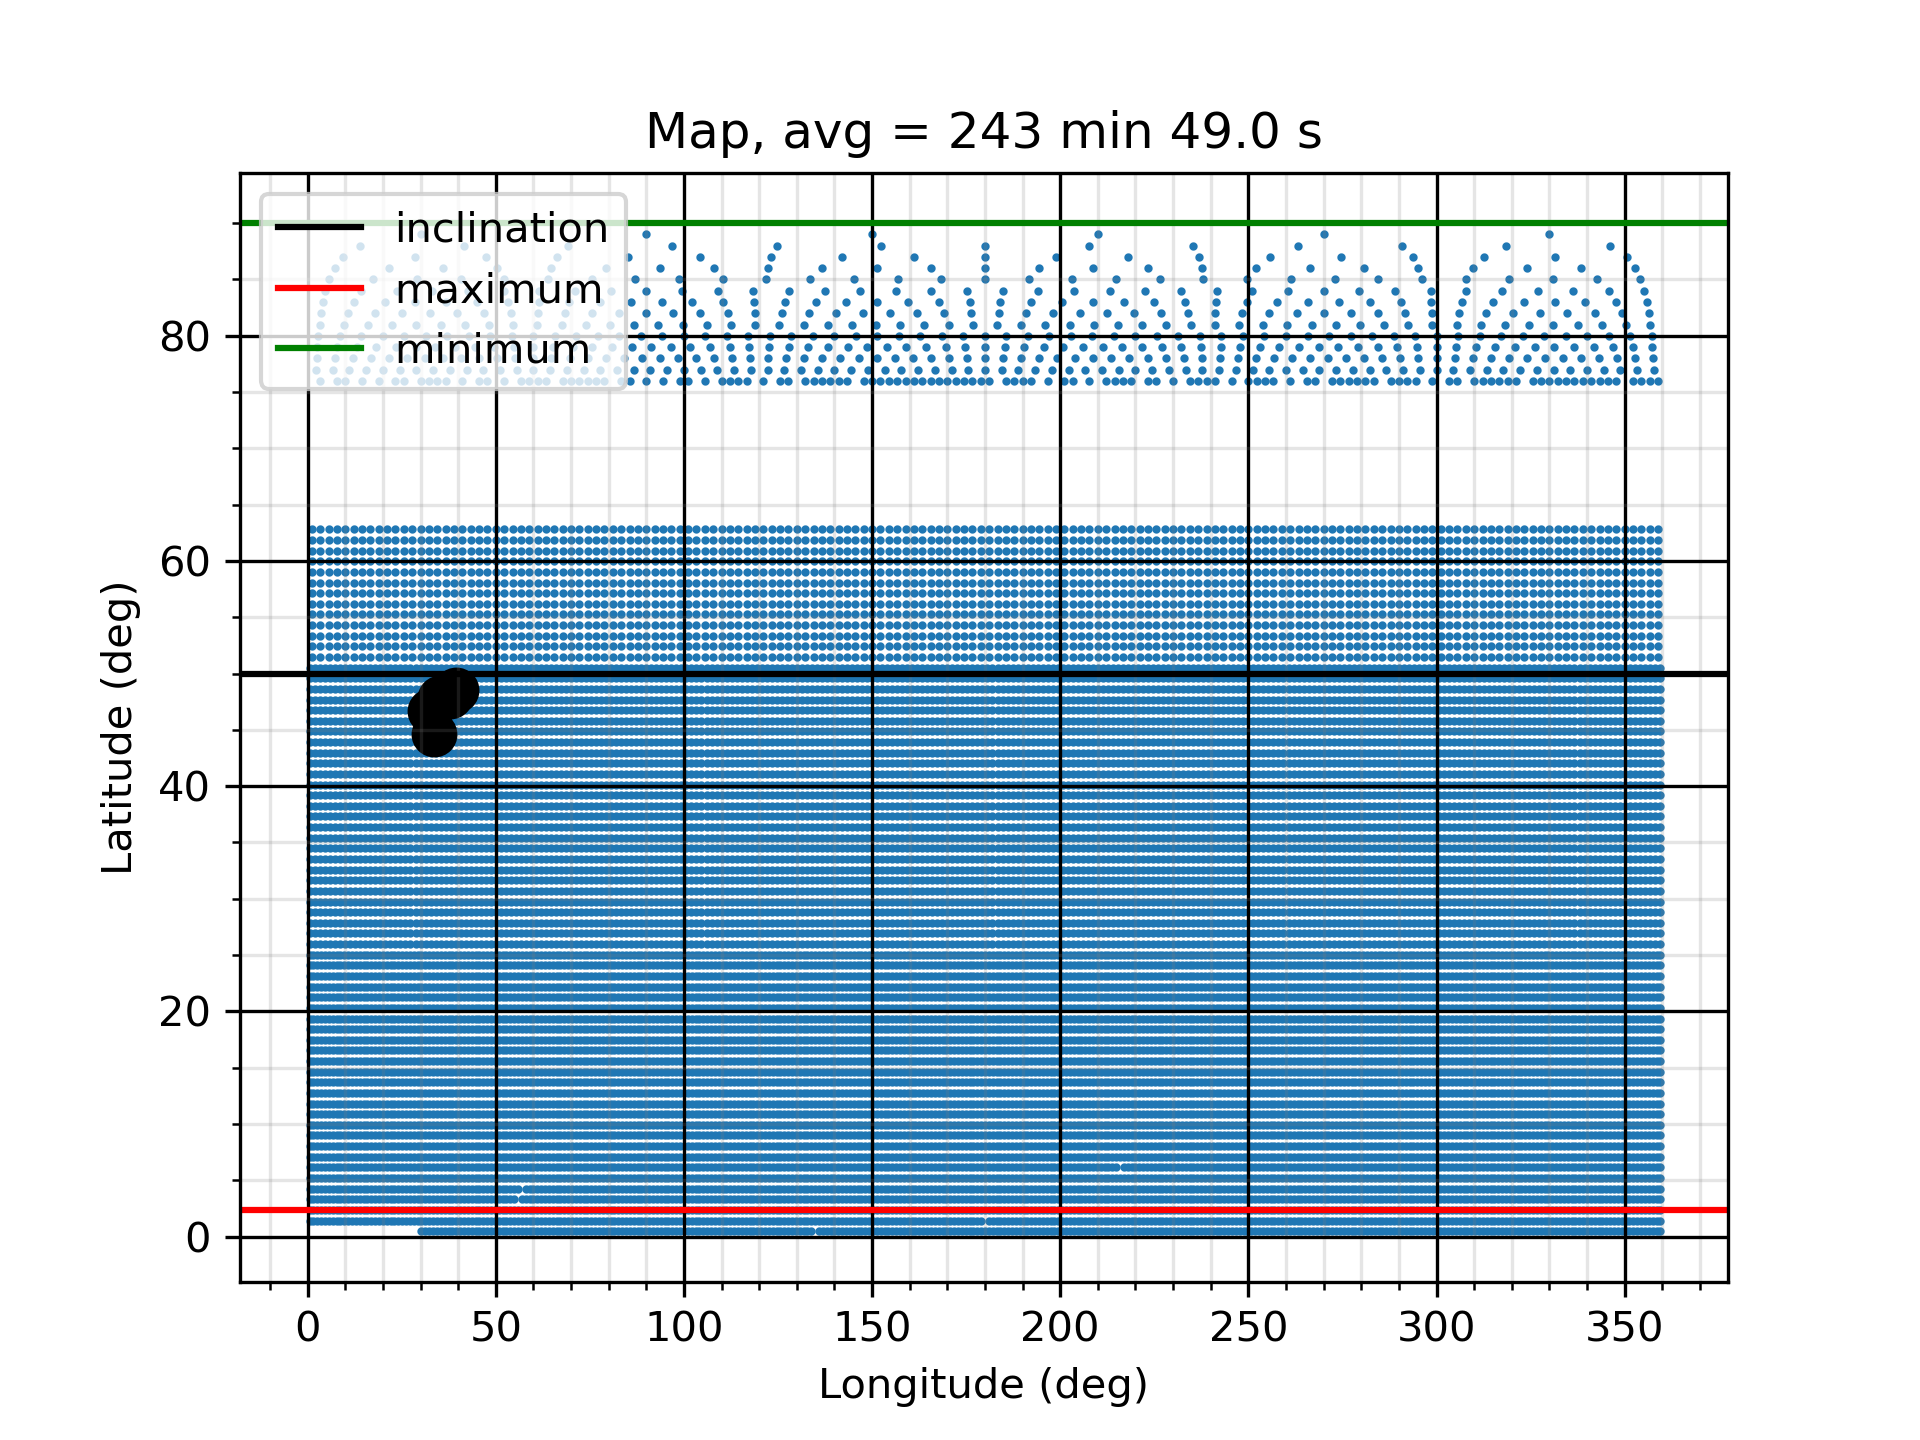 Map, avg = 243 min 49.0 s
inclination
maximum
minimum
80
60
40
20
0
Latitude (deg)
0 50 100 150 200 250 300 350
Longitude (deg)